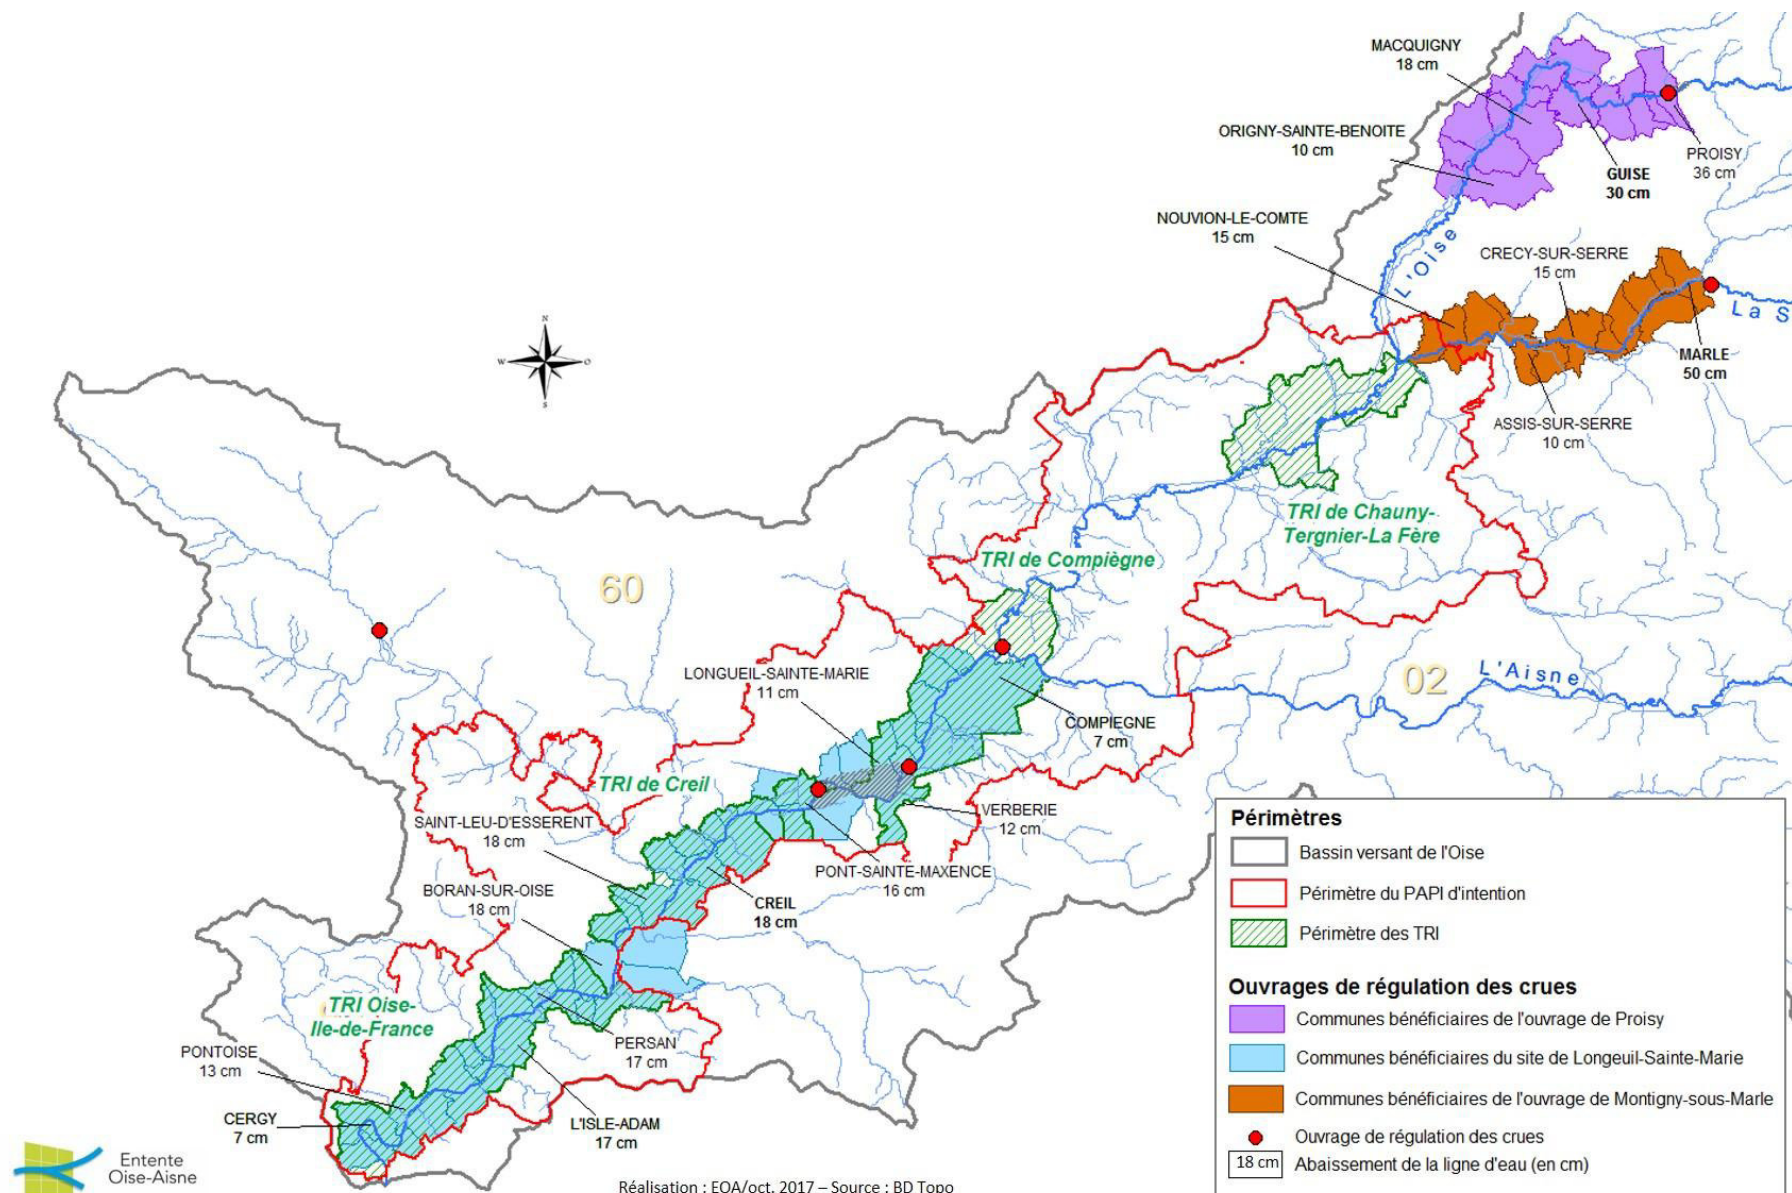 MACQUIGNY
18 cm
ORIGNY-SAINTE-BENOITE
10 cm
PROISY
36 cm
GUISE
30 cm
NOUVION-LE-COMTE
15 cm
L'Oise
CRECY-SUR-SERRE
15 cm
La S
MARLE
50 cm
ASSIS-SUR-SERRE
10 cm
N
W
O
S
TRI de Chauny-
Tergnier-La Fère
TRI de Compiègne
60
02
L'Aisne
LONGUEIL-SAINTE-MARIE
11 cm
COMPIEGNE
7 cm
TRI de Creil
SAINT-LEU-D'ESSERENT
18 cm
VERBERIE
12 cm
PONT-SAINTE-MAXENCE
16 cm
BORAN-SUR-OISE
18 cm
CREIL
18 cm
TRI Oise-
Ile-de-France
PONTOISE
13 cm
PERSAN
17 cm
CERGY
7 cm
L'ISLE-ADAM
17 cm
Périmètres
Bassin versant de l'Oise
Périmètre du PAPI d'intention
Périmètre des TRI
Ouvrages de régulation des crues
Communes bénéficiaires de l'ouvrage de Proisy
Communes bénéficiaires du site de Longeuil-Sainte-Marie
Communes bénéficiaires de l'ouvrage de Montigny-sous-Marle
Ouvrage de régulation des crues
18 cm Abaissement de la ligne d'eau (en cm)
Entente
Oise-Aisne
Réalisation : EOA/oct. 2017 – Source : BD Topo